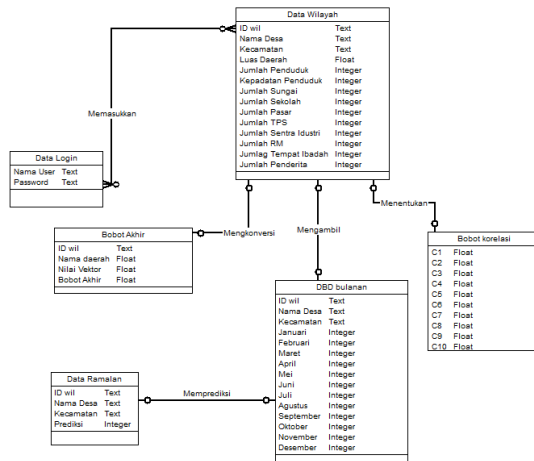 Data Wilayah
ID wil Text
Nama Desa Text
Kecamatan Text
Luas Daerah Float
Jumlah Penduduk Integer
Kepadatan Penduduk Integer
Jumlah Sungai Integer
Jumlah Sekolah Integer
Jumlah Pasar Integer
Jumlah TPS Integer
Jumlah Sentra Idustri Integer
Jumlah RM Integer
Jumlag Tempat Ibadah Integer
Jumlah Penderita Integer
Memasukkan
Data Login
Nama User Text
Password Text
Menentukan
Mengkonversi
Mengambil
Bobot Akhir
ID wil Text
Nama daerah Float
Nilai Vektor Float
Bobot Akhir Float
Bobot korelasi
C1 Float
C2 Float
C3 Float
C4 Float
C5 Float
C6 Float
C7 Float
C8 Float
C9 Float
C10 Float
DBD bulanan
ID wil Text
Nama Desa Text
Kecamatan Text
Januari Integer
Februari Integer
Maret Integer
April Integer
Mei Integer
Juni Integer
Juli Integer
Agustus Integer
September Integer
Oktober Integer
November Integer
Desember Integer
Memprediksi
Data Ramalan
ID wil Text
Nama Desa Text
Kecamatan Text
Prediksi Integer